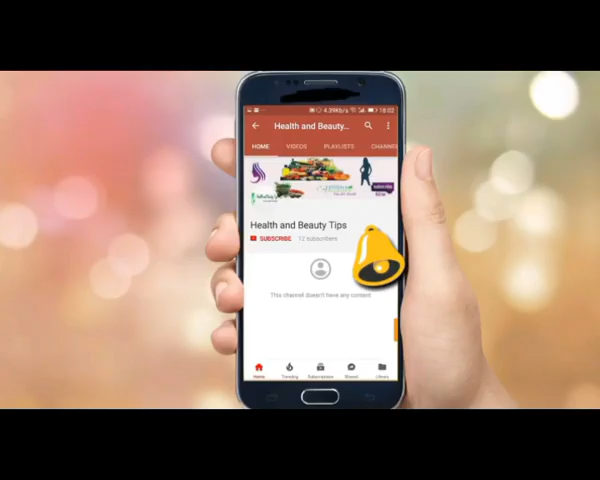 4.39Kb/s 18:02
Health and Beauty...
HOME VIDEOS PLAYLISTS CHANNEL
Health and Beauty Tips
SUBSCRIBE 12 subscribers
This channel doesn't have any content
Home Trending Subscriptions Shared Library